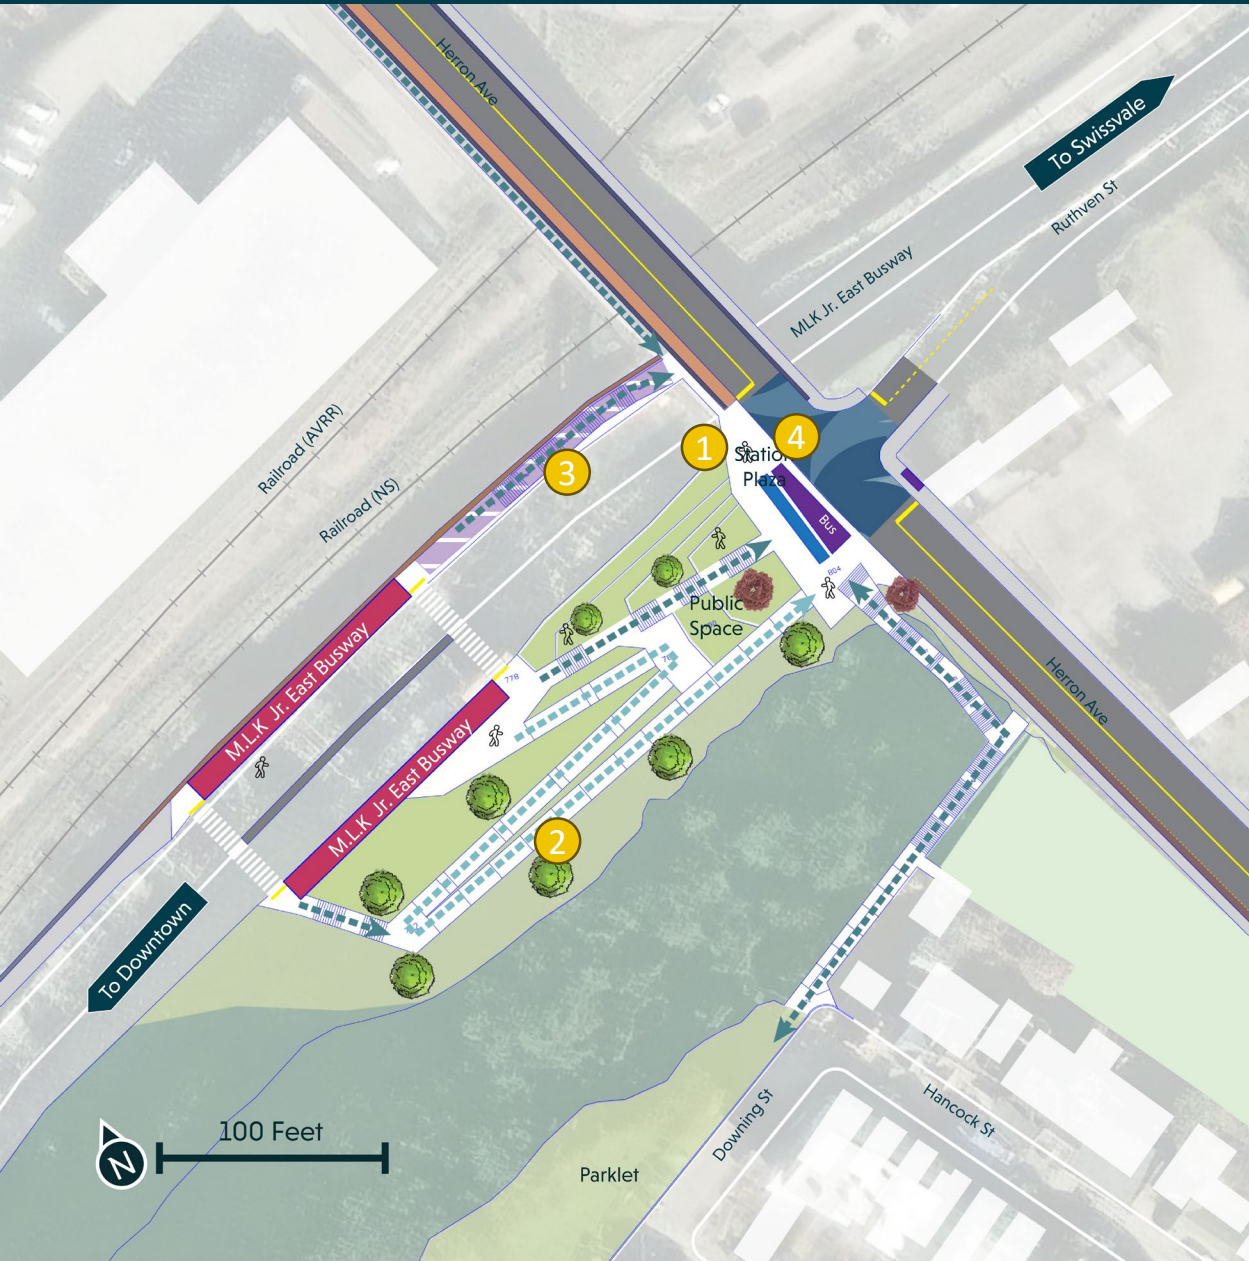 Herron Ave
To Swissvale
Ruthven St
MLK Jr. East Busway
Railroad (AVRR)
Railroad (NS)
1
4
Station
Plaza
3
Bus
804
Public
Space
778
M.L.K Jr. East Busway
M.L.K Jr. East Busway
Herron Ave
2
To Downtown
N
100 Feet
Downing St
Hancock St
Parklet